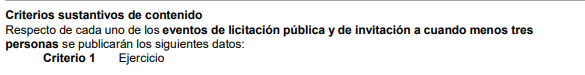 Criterios sustantivos de contenido
Respecto de cada uno de los eventos de licitación pública y de invitación a cuando menos tres
personas se publicarán los siguientes datos:
Criterio 1 Ejercicio